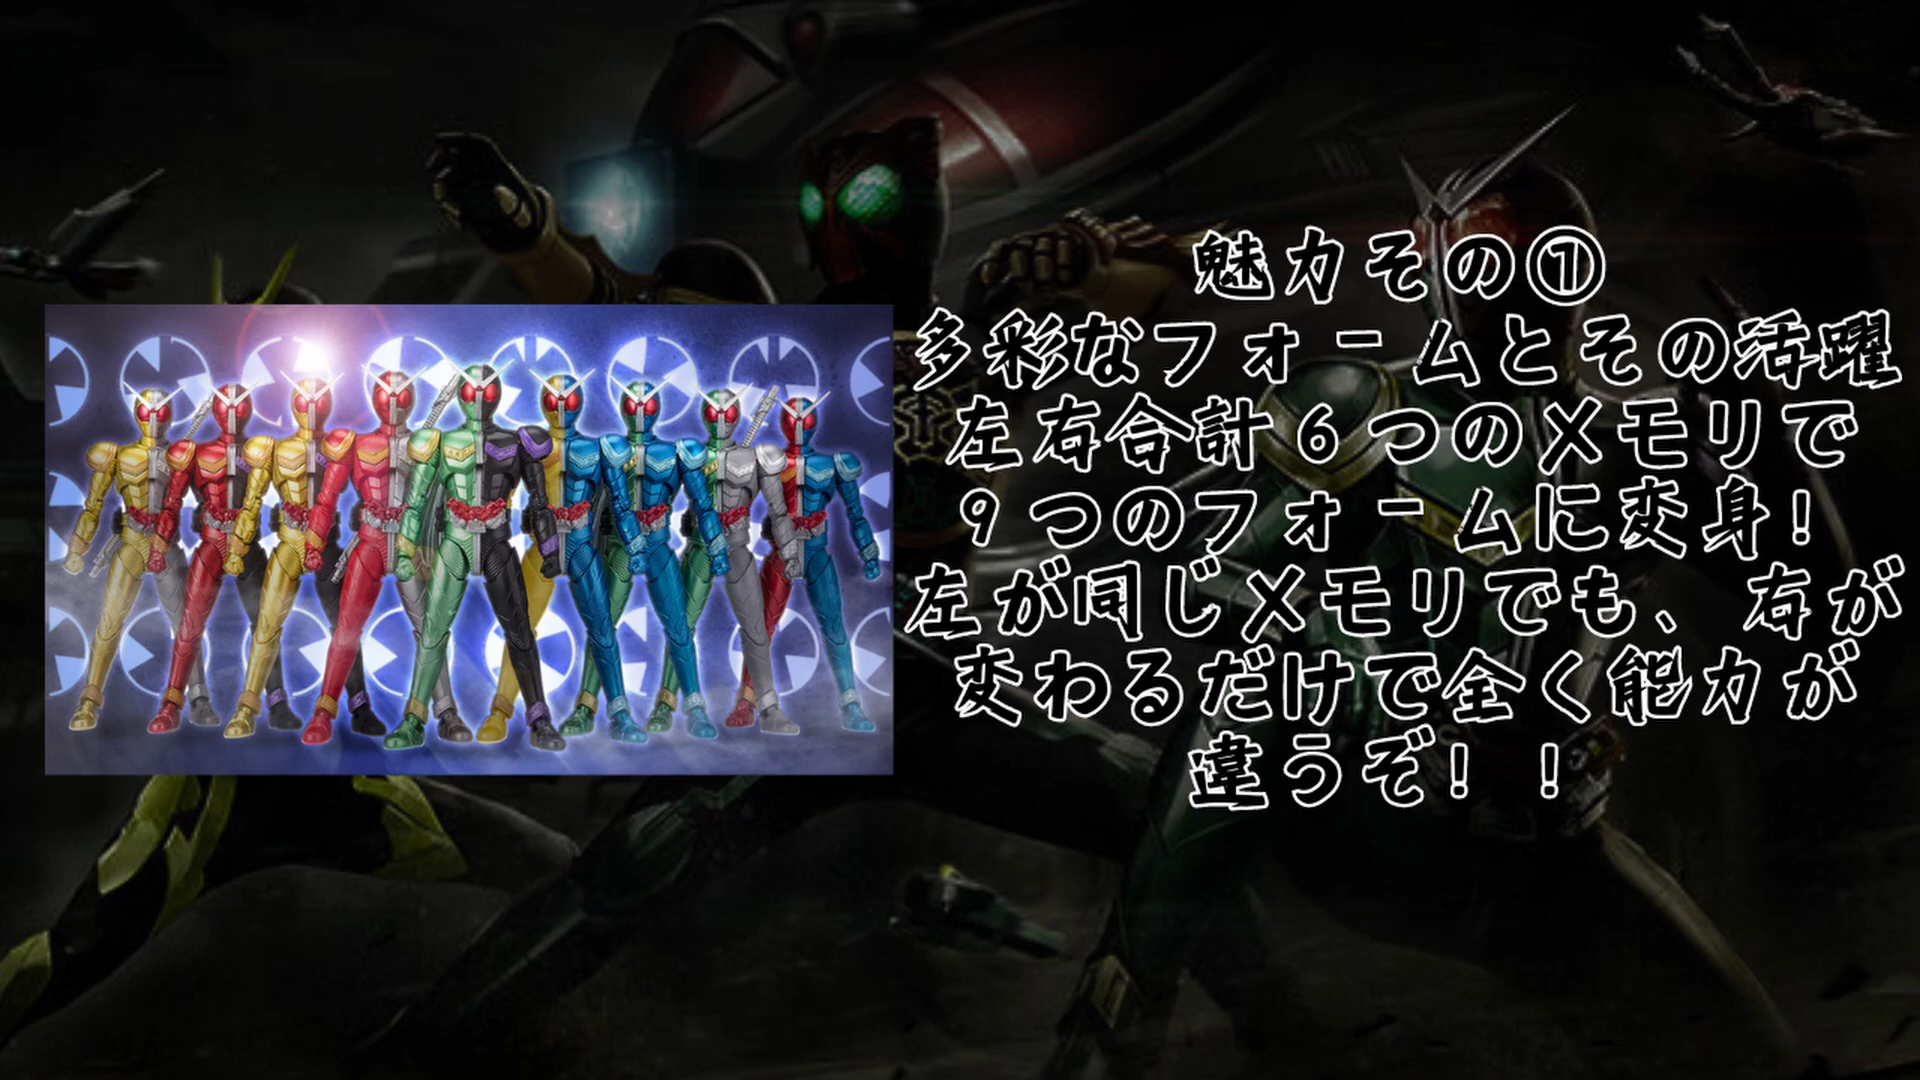 魅力その①
多彩なフォームとその活躍
左右合計６つのメモリで
９つのフォームに変身！
左が同じメモリでも、右が
変わるだけで全く能力が
違うぞ！！